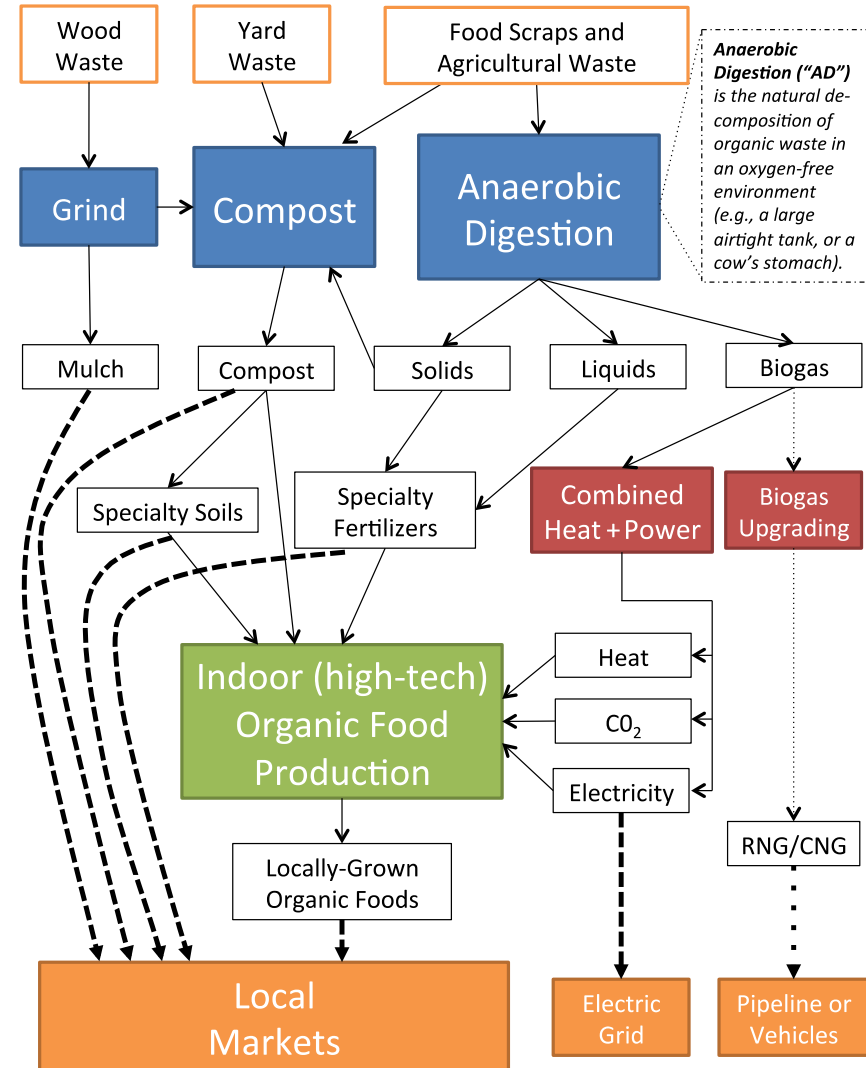 Wood
Waste
Yard
Waste
Food Scraps and
Agricultural Waste
Anaerobic
Digestion (“AD”)
is the natural de-
composition of
organic waste in
an oxygen-free
environment
(e.g., a large
airtight tank, or a
cow’s stomach).
Grind
Compost
Anaerobic
Digestion
Mulch
Compost
Solids
Liquids
Biogas
Specialty Soils
Specialty
Fertilizers
Combined
Heat + Power
Biogas
Upgrading
Indoor (high-tech)
Organic Food
Production
Heat
C0₂
Electricity
RNG/CNG
Locally-Grown
Organic Foods
Local
Markets
Electric
Grid
Pipeline or
Vehicles